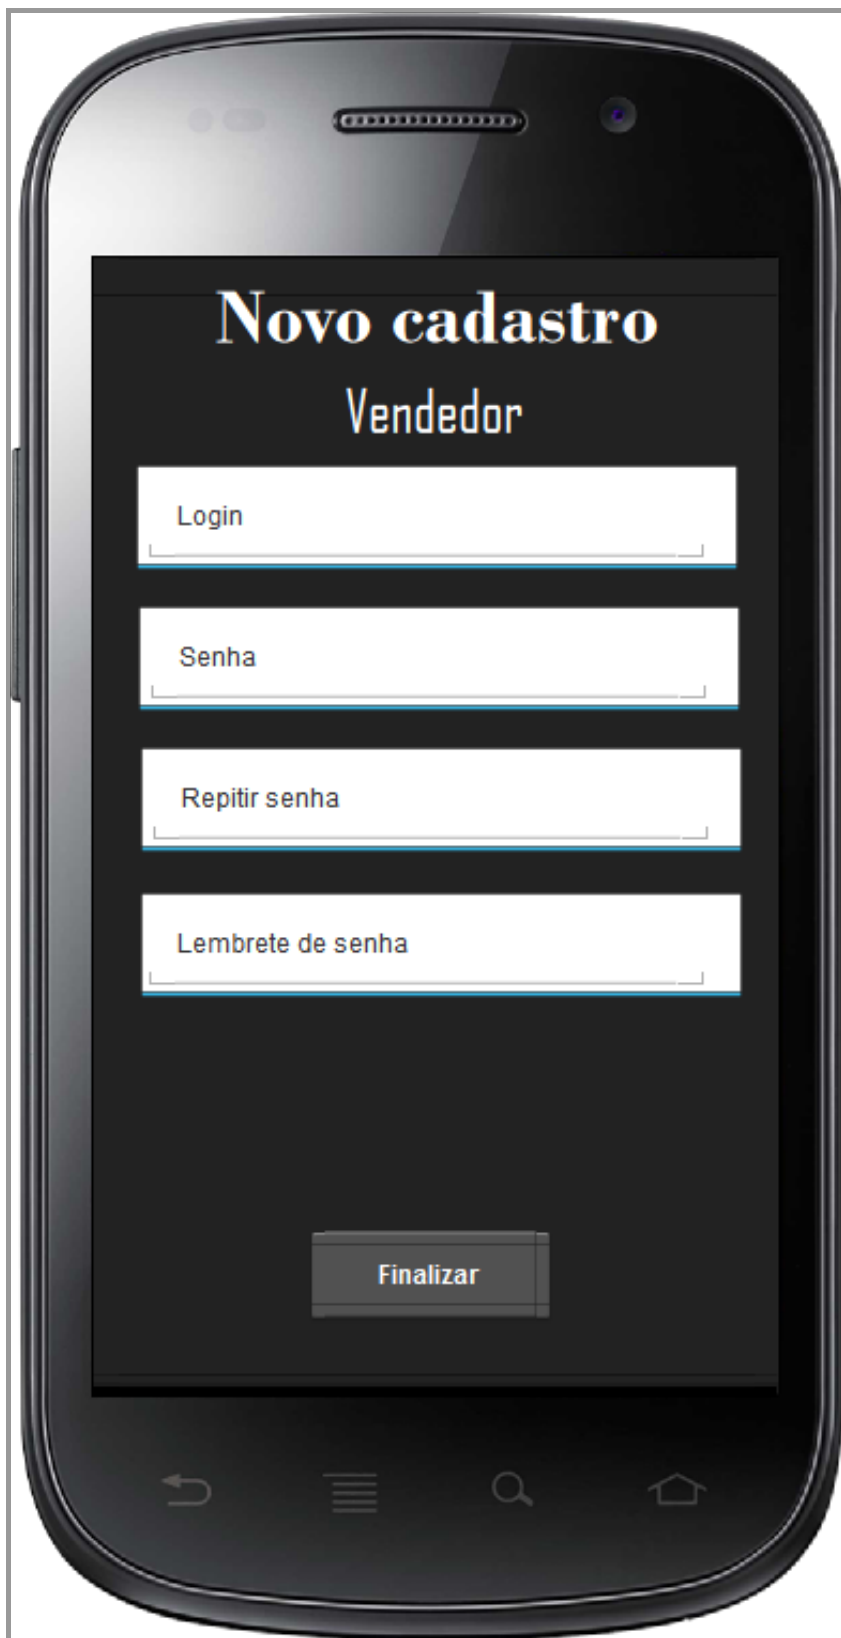 Novo cadastro
Vendedor
Login
Senha
Repitir senha
Lembrete de senha
Finalizar